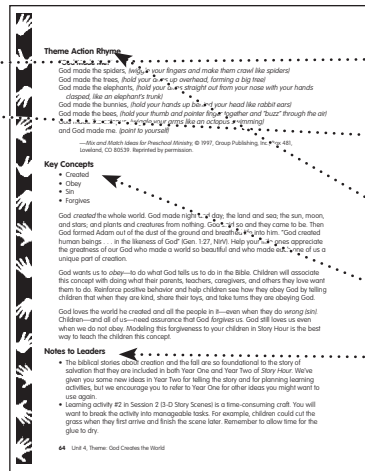 Theme Action Rhyme
God made the spiders, (wiggle your fingers and make them crawl like spiders)
God made the trees, (hold your arms up overhead, forming a big tree)
God made the elephants, (hold your arms straight out from your nose with your hands
clasped, like an elephant's trunk)
God made the bunnies, (hold your hands up behind your head like rabbit ears)
God made the bees, (hold your thumb and pointer finger together and "buzz" through the air)
your arms like an octopus swimming)
and God made me. (point to yourself)
—Mix and Match Ideas for Preschool Ministry, © 1997, Group Publishing, Inc., Box 481,
Loveland, CO 80539. Reprinted by permission.
Key Concepts
• Created
• Obey
• Sin
• Forgives
God created the whole world. God made night and day; the land and sea; the sun, moon,
and stars; and plants and creatures from nothing. God said so and they came to be. Then
God formed Adam out of the dust of the ground and breathed life into him. "God created
human beings . . . in the likeness of God" (Gen. 1:27, NIrV). Help your children appreciate
the greatness of our God who made a world so beautiful and who made each one of us a
unique part of creation.
God wants us to obey—to do what God tells us to do in the Bible. Children will associate
this concept with doing what their parents, teachers, caregivers, and others they love want
them to do. Reinforce positive behavior and help children see how they obey God by telling
children that when they are kind, share their toys, and take turns they are obeying God.
God loves the world he created and all the people in it—even when they do wrong (sin).
Children—and all of us—need assurance that God forgives us. God still loves us even
when we do not obey. Modeling this forgiveness to your children in Story Hour is the best
way to teach the children this concept.
Notes to Leaders
• The biblical stories about creation and the fall are so foundational to the story of
salvation that they are included in both Year One and Year Two of Story Hour. We've
given you some new ideas in Year Two for telling the story and for planning learning
activities, but we encourage you to refer to Year One for other ideas you might want to
use again.
• Learning activity #2 in Session 2 (3-D Story Scenes) is a time-consuming craft. You will
want to break the activity into manageable tasks. For example, children could cut the
grass when they first arrive and finish the scene later. Remember to allow time for the
glue to dry.
64 Unit 4, Theme: God Creates the World